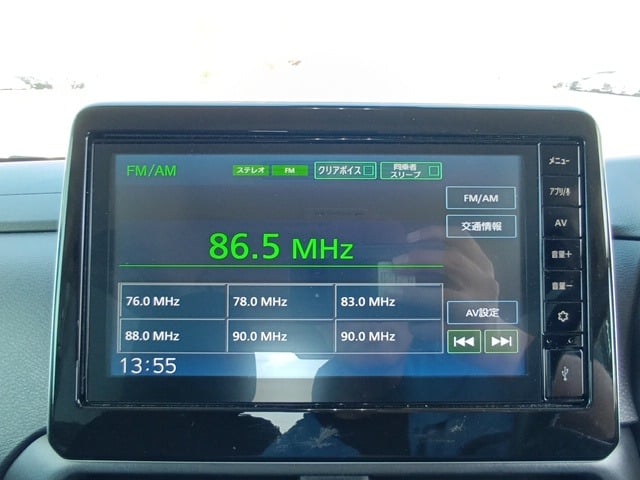 FM/AM
ステレオ FM クリアボイス 同乗者
スリープ
FM/AM
交通情報
86.5 MHz
76.0 MHz 78.0 MHz 83.0 MHz
88.0 MHz 90.0 MHz 90.0 MHz
AV設定
13:55
メニュー
アプリ/ﾅﾋﾞ
AV
音量+
音量-